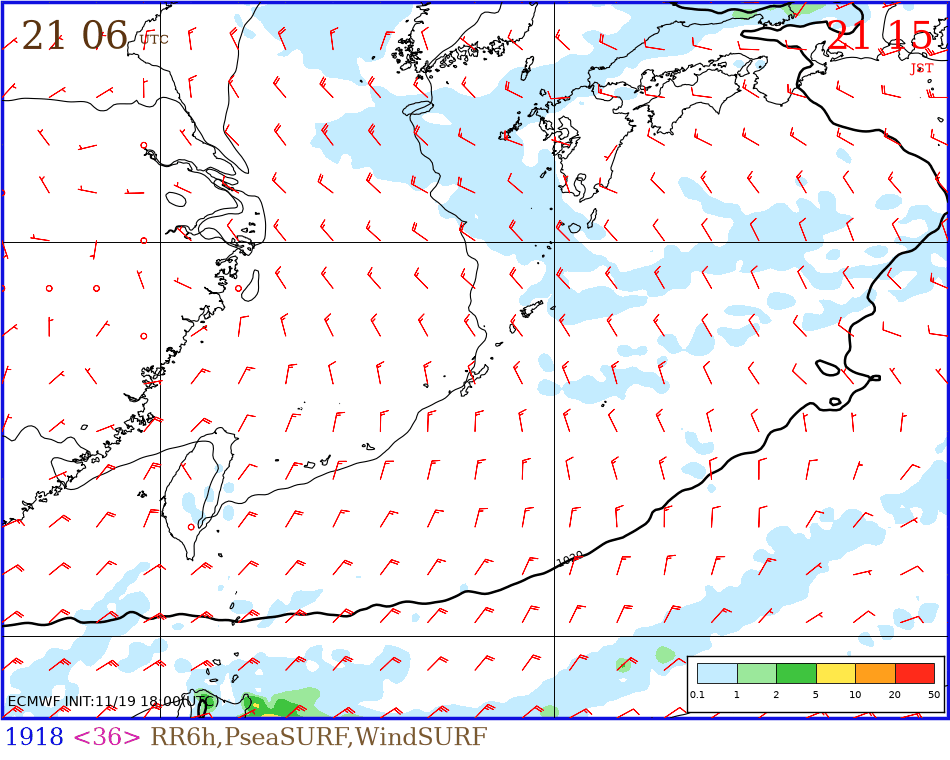 21 06 UTC
21 15
JST
1020
ECMWF INIT:11/19 18:00(UTC)
0.1 1 2 5 10 20 50
1918 <36> RR6h,PseaSURF,WindSURF